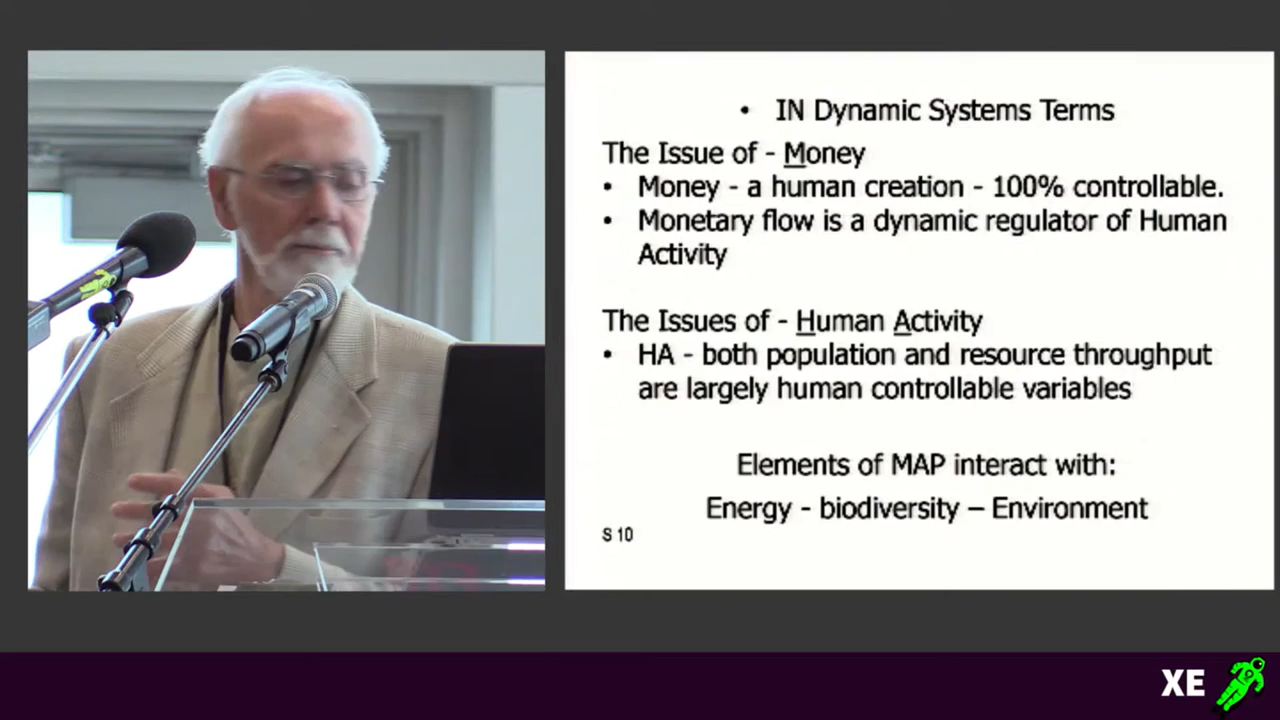 • IN Dynamic Systems Terms
The Issue of - Money
• Money - a human creation - 100% controllable.
• Monetary flow is a dynamic regulator of Human
Activity
The Issues of - Human Activity
• HA - both population and resource throughput
are largely human controllable variables
Elements of MAP interact with:
Energy - biodiversity – Environment
S 10
XE